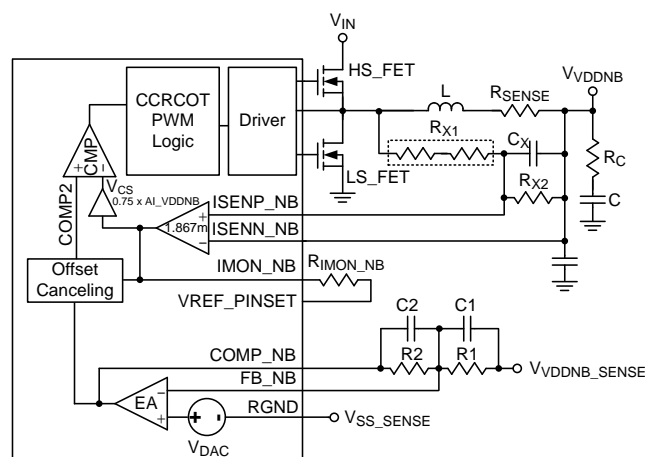 V_IN
HS_FET
CCRCOT
PWM
Logic
Driver
L
R_SENSE
V_VDDNB
R_X1
C_X
R_C
R_X2
C
LS_FET
CMP
+
-
V_CS
0.75 x AI_VDDNB
COMP2
ISENP_NB
+
1.867m
-
ISENN_NB
IMON_NB
R_IMON_NB
Offset
Canceling
VREF_PINSET
COMP_NB
C2
C1
R2
R1
V_VDDNB_SENSE
FB_NB
EA
-
+
+
-
RGND
V_SS_SENSE
V_DAC